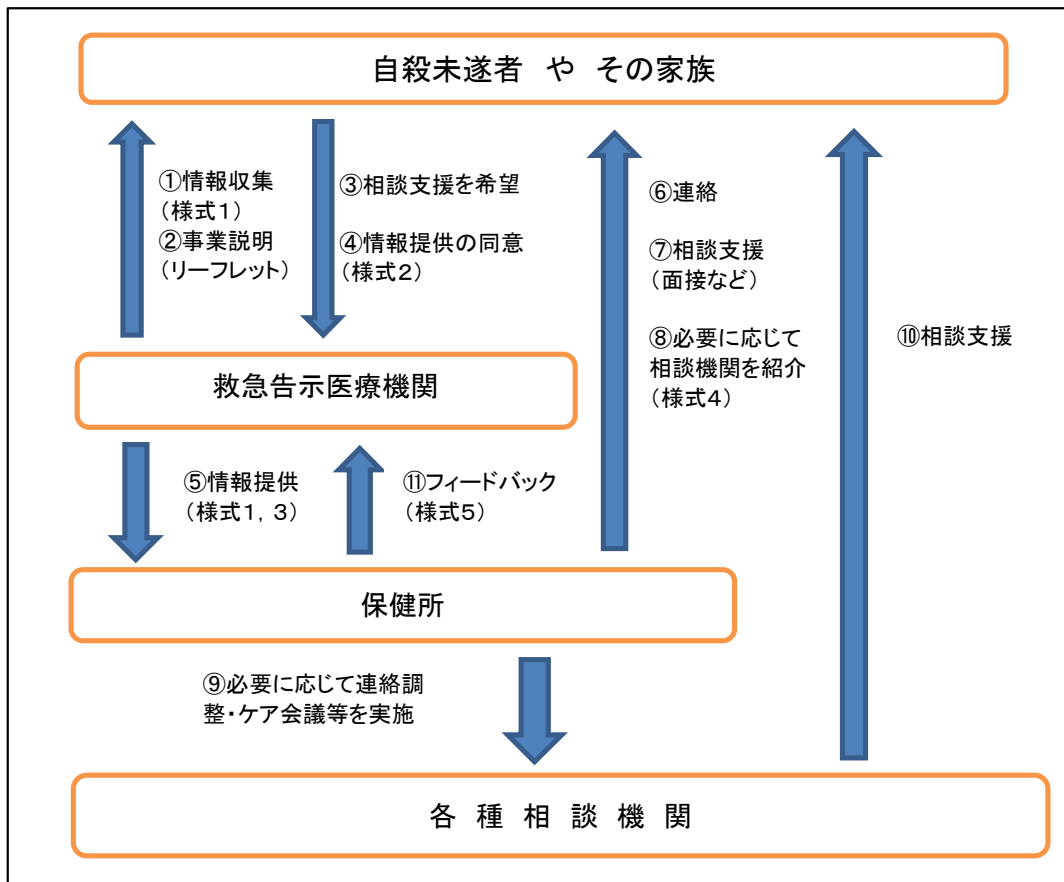 自殺未遂者 や その家族
①情報収集
(様式1)
②事業説明
(リーフレット)
③相談支援を希望
④情報提供の同意
(様式2)
⑥連絡
⑦相談支援
(面接など)
⑧必要に応じて
相談機関を紹介
(様式4)
⑩相談支援
救急告示医療機関
⑤情報提供
(様式1,3)
⑪フィードバック
(様式5)
保健所
⑨必要に応じて連絡調
整・ケア会議等を実施
各 種 相 談 機 関